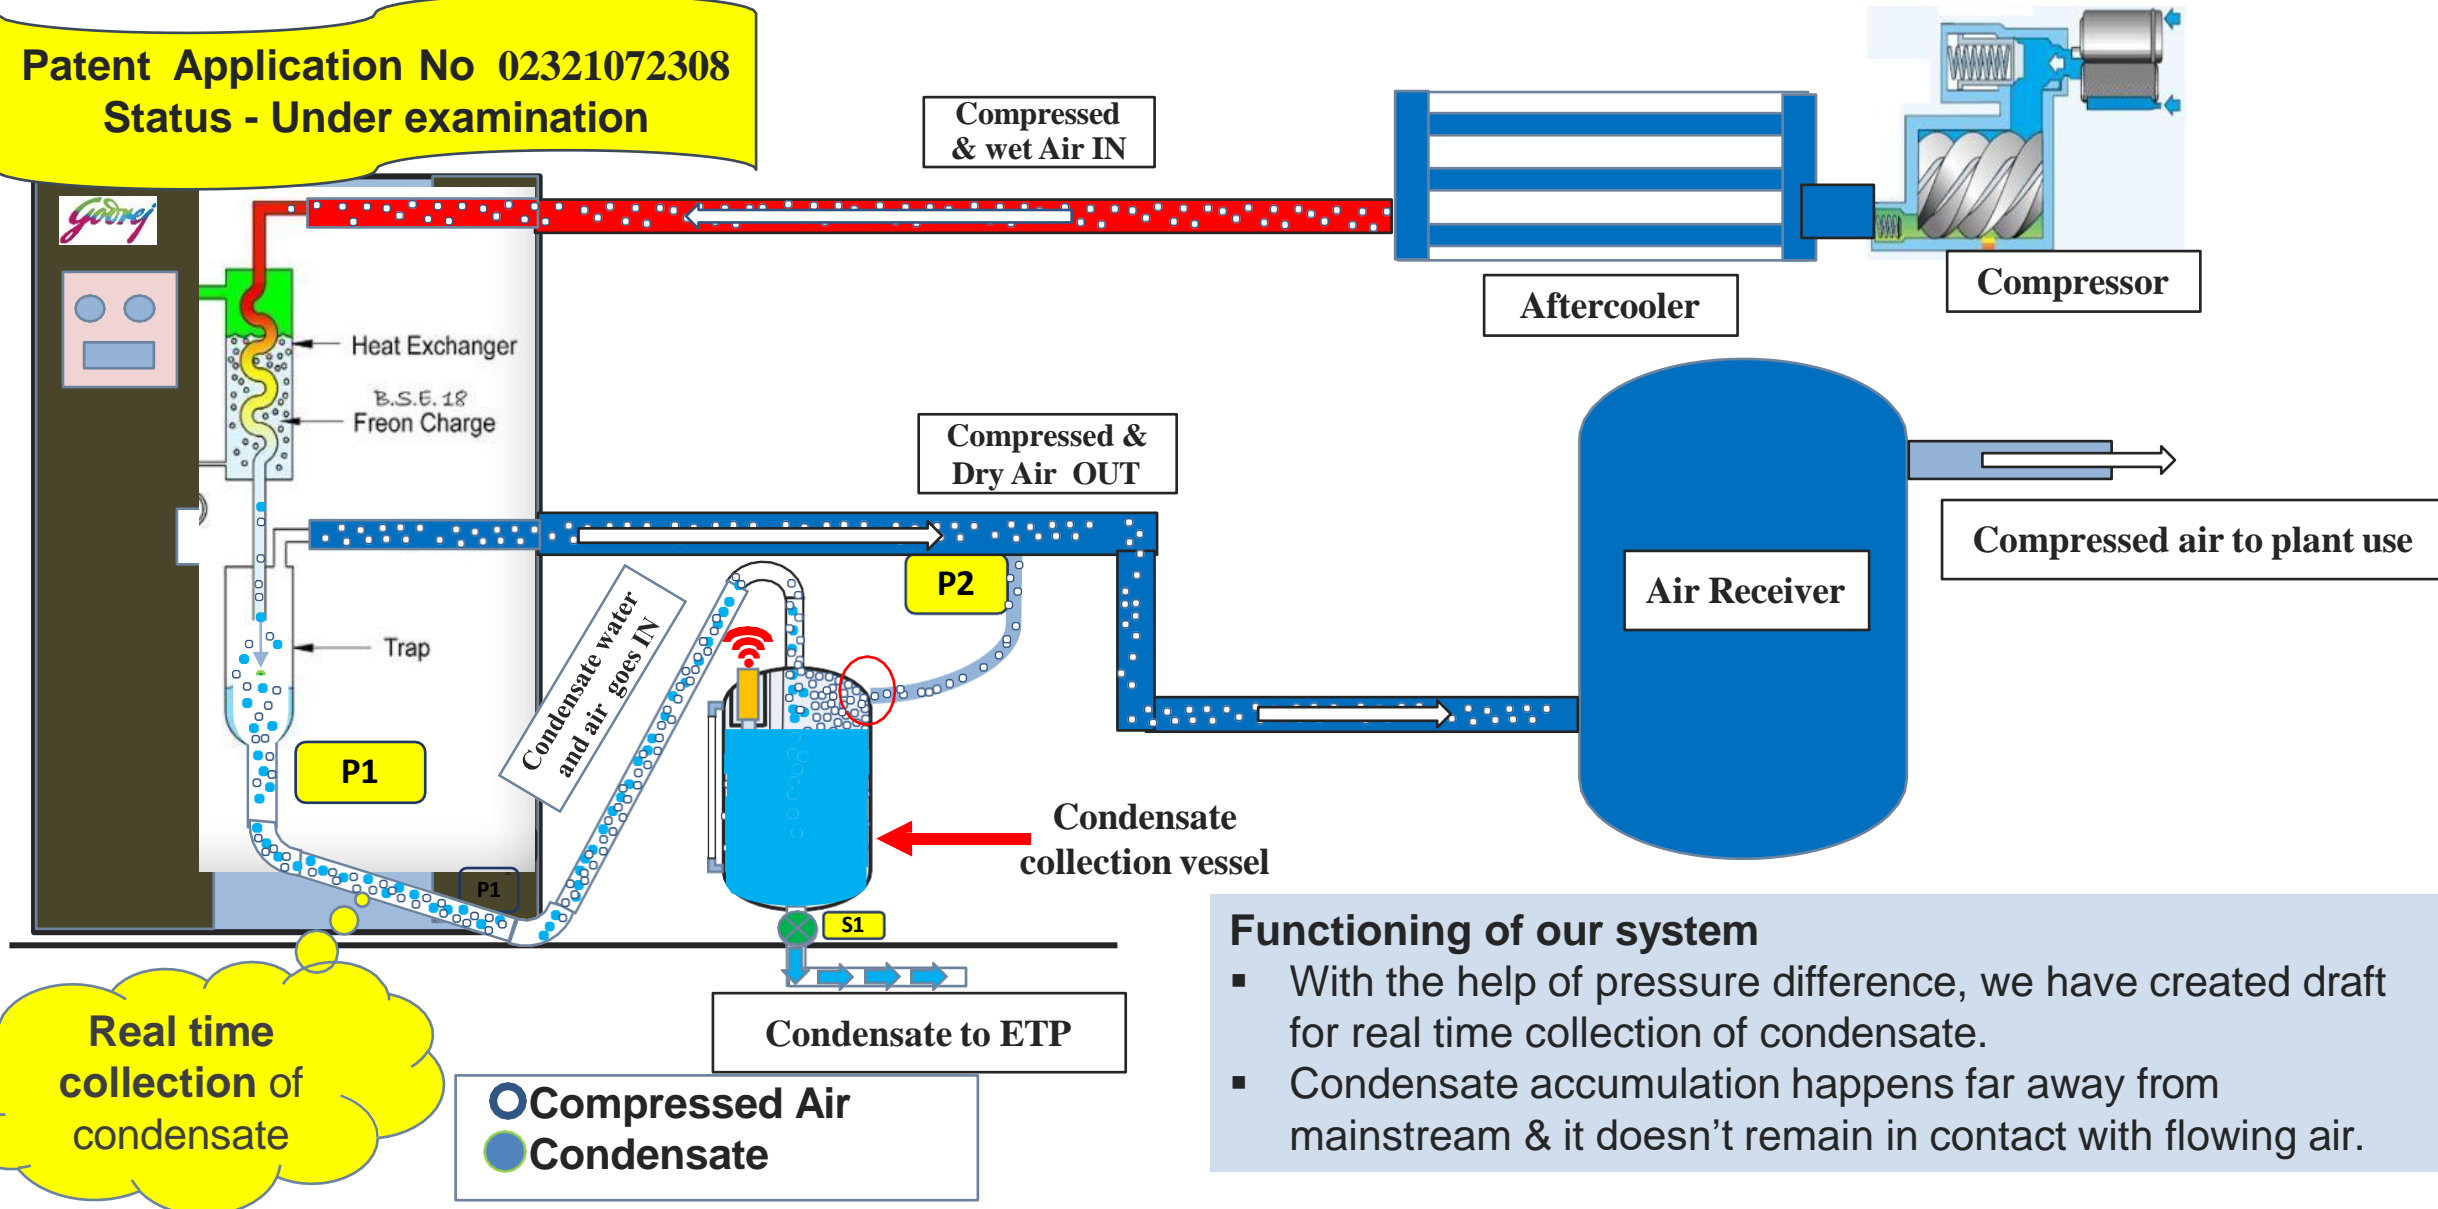 Patent Application No 02321072308
Status - Under examination
Godrej
Compressed
& wet Air IN
Aftercooler
Compressor
Heat Exchanger
B.S.E. 18
Freon Charge
Compressed &
Dry Air OUT
Compressed air to plant use
Air Receiver
P2
Condensate water
and air goes IN
Trap
P1
Condensate
collection vessel
P1
S1
Condensate to ETP
Real time
collection of
condensate
Compressed Air
Condensate
Functioning of our system
▪ With the help of pressure difference, we have created draft
for real time collection of condensate.
▪ Condensate accumulation happens far away from
mainstream & it doesn’t remain in contact with flowing air.